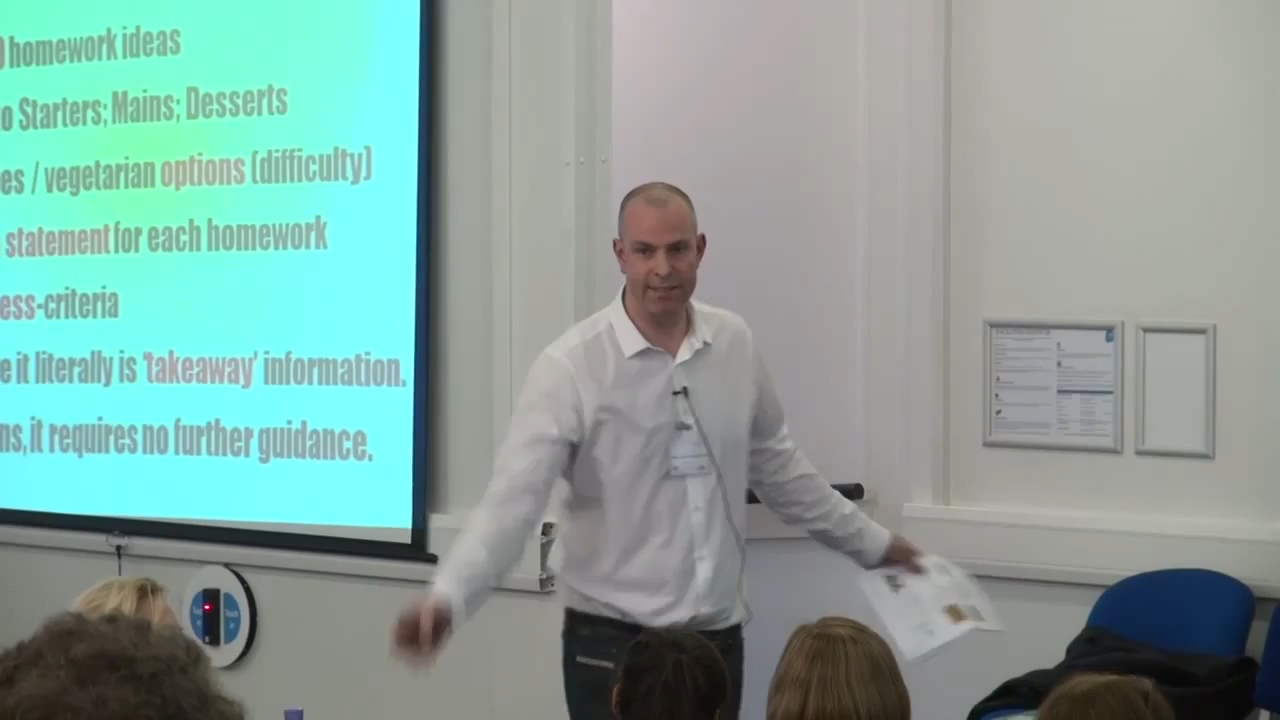 homework ideas
o Starters; Mains; Desserts
es / vegetarian options (difficulty)
statement for each homework
ess-criteria
e it literally is 'takeaway' information.
ns, it requires no further guidance.